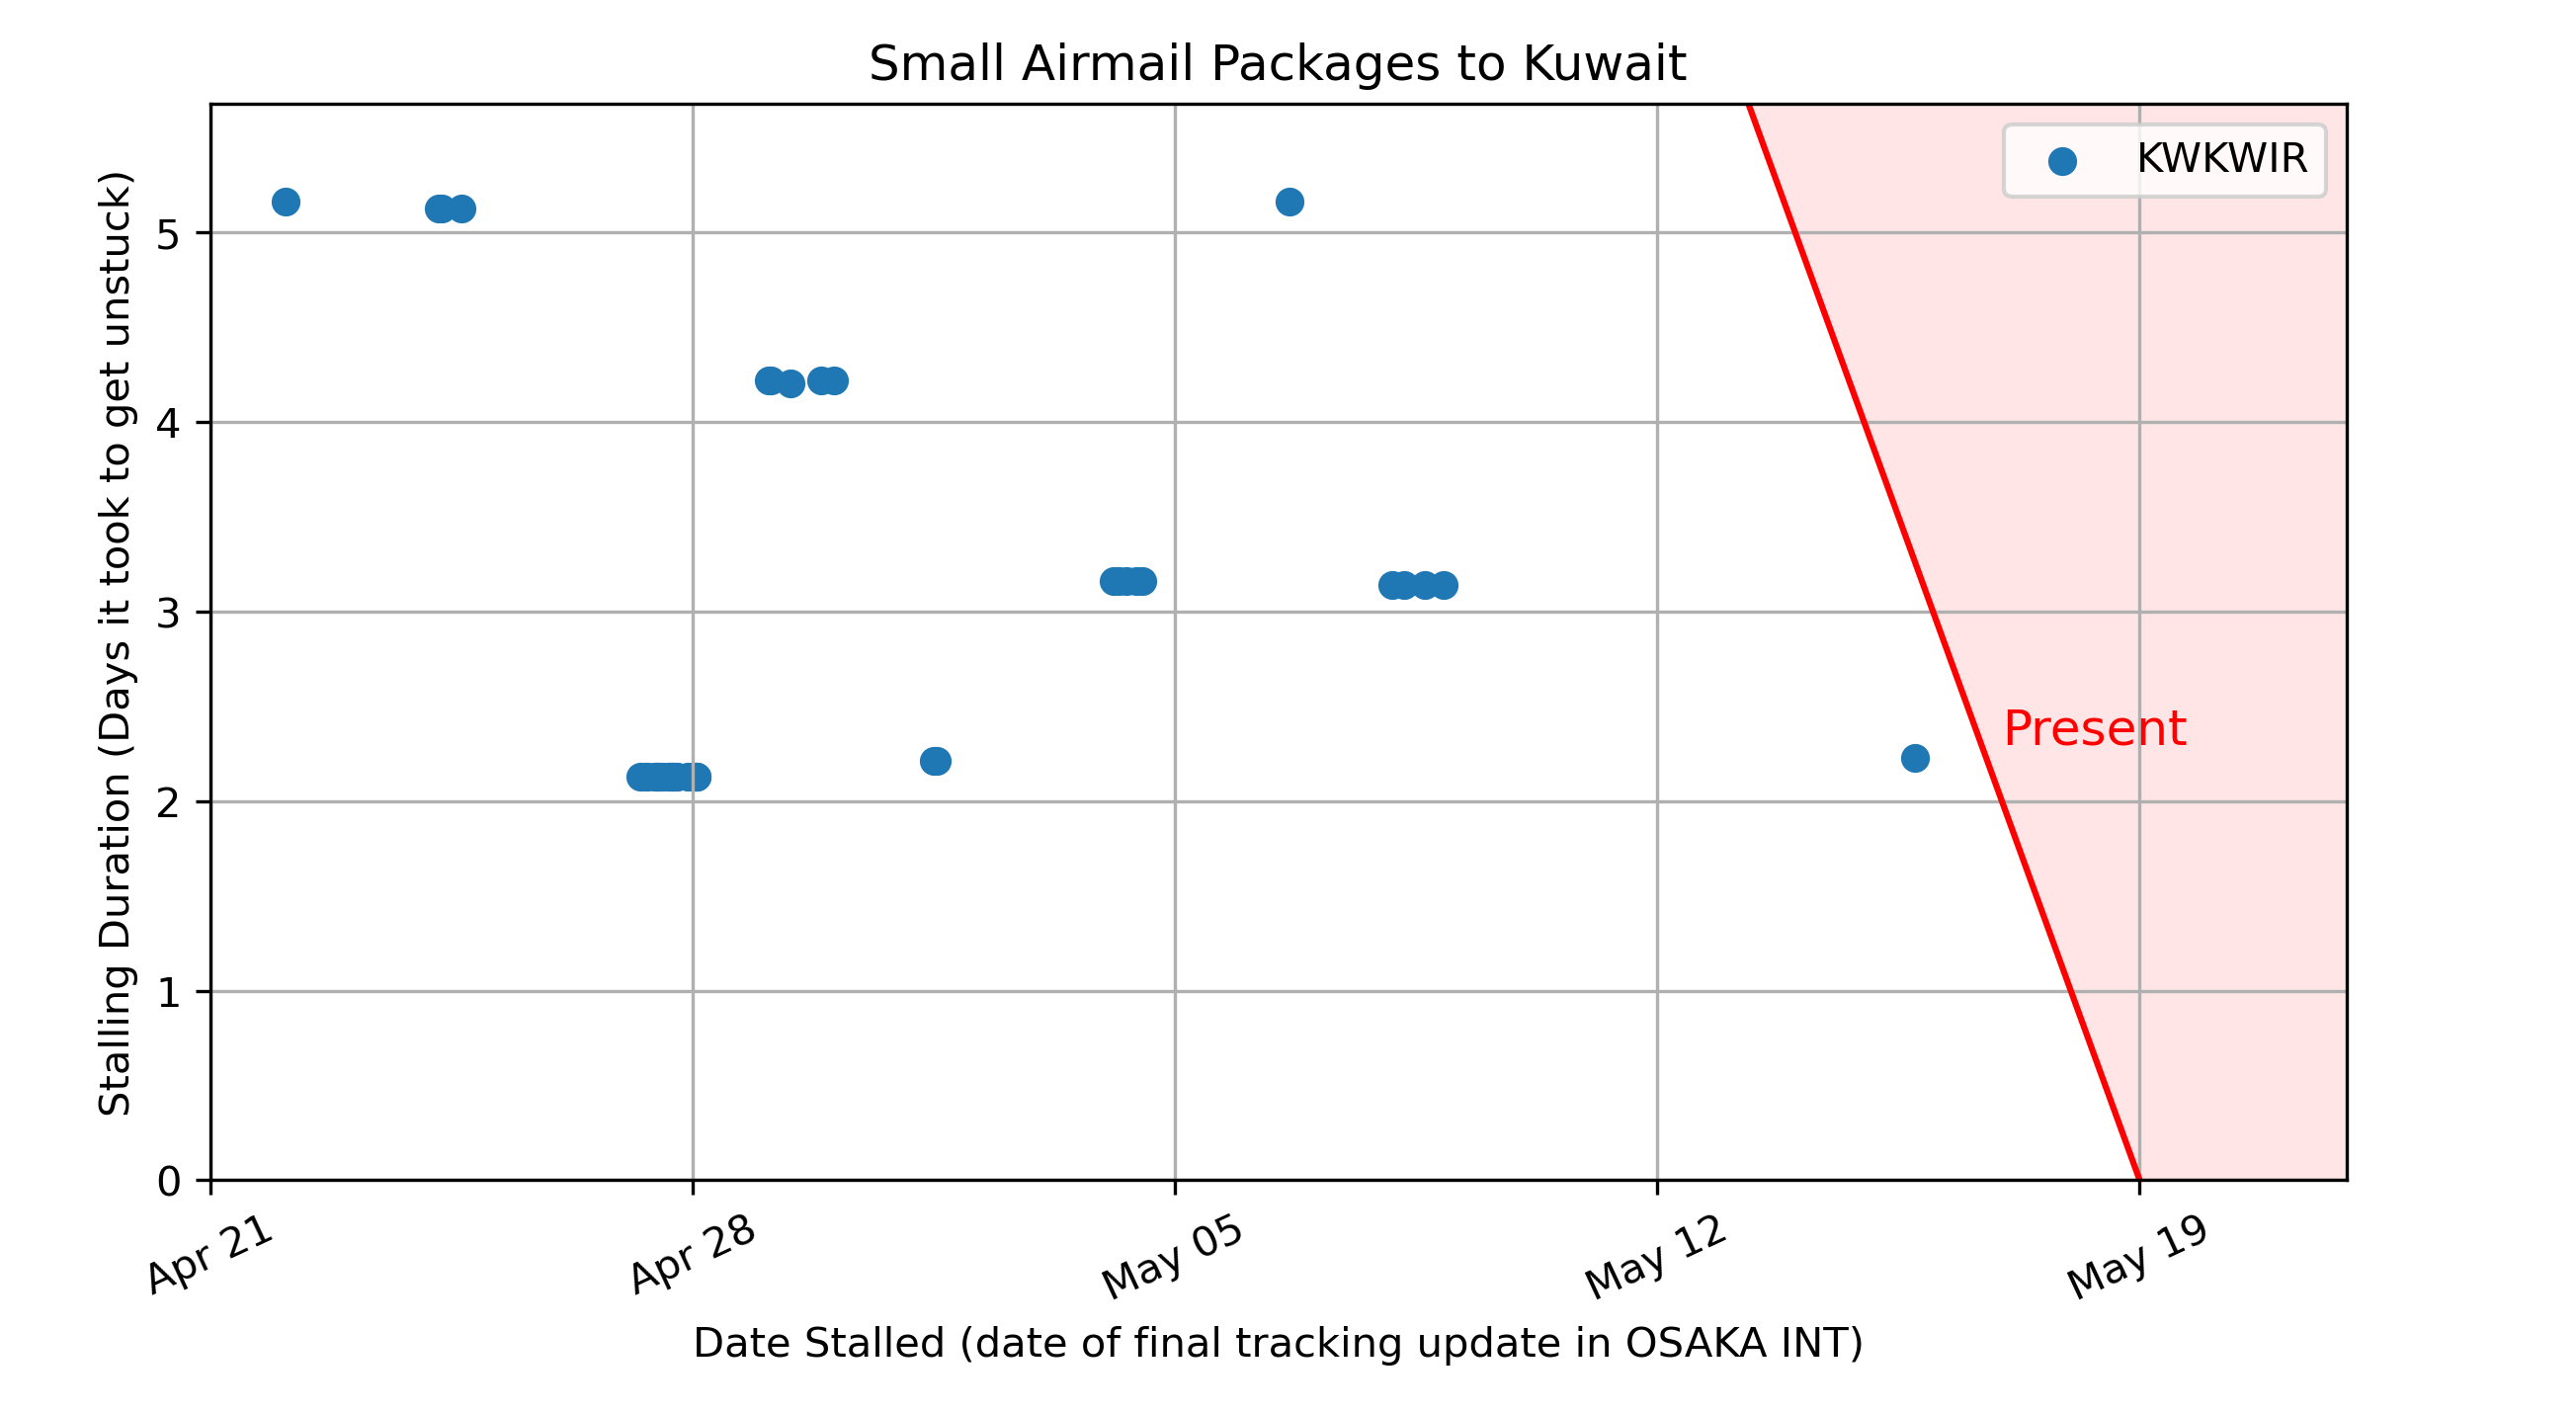 Small Airmail Packages to Kuwait
KWKWIR
Stalling Duration (Days it took to get unstuck)
5
4
3
2
1
0
Present
Apr 21
Apr 28
May 05
May 12
May 19
Date Stalled (date of final tracking update in OSAKA INT)